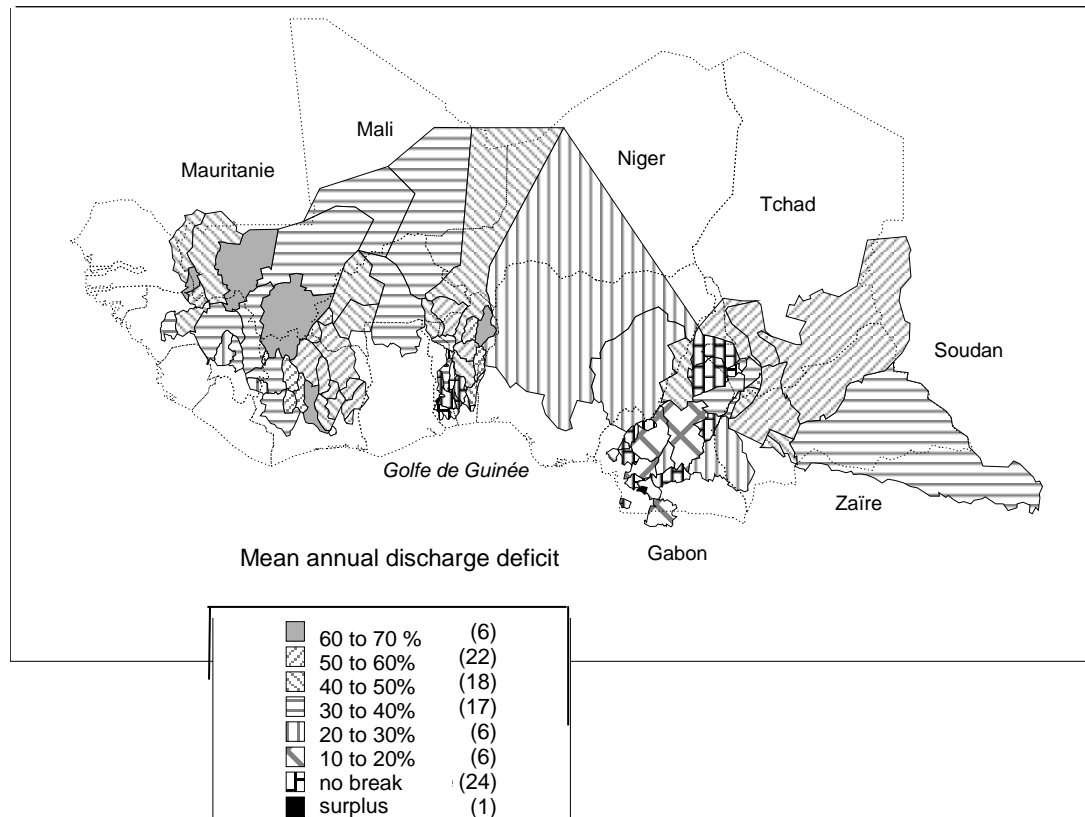 Mali
Niger
Mauritanie
Tchad
Soudan
Golfe de Guinée
Zaïre
Gabon
Mean annual discharge deficit
60 to 70 % (6)
50 to 60% (22)
40 to 50% (18)
30 to 40% (17)
20 to 30% (6)
10 to 20% (6)
no break (24)
surplus (1)